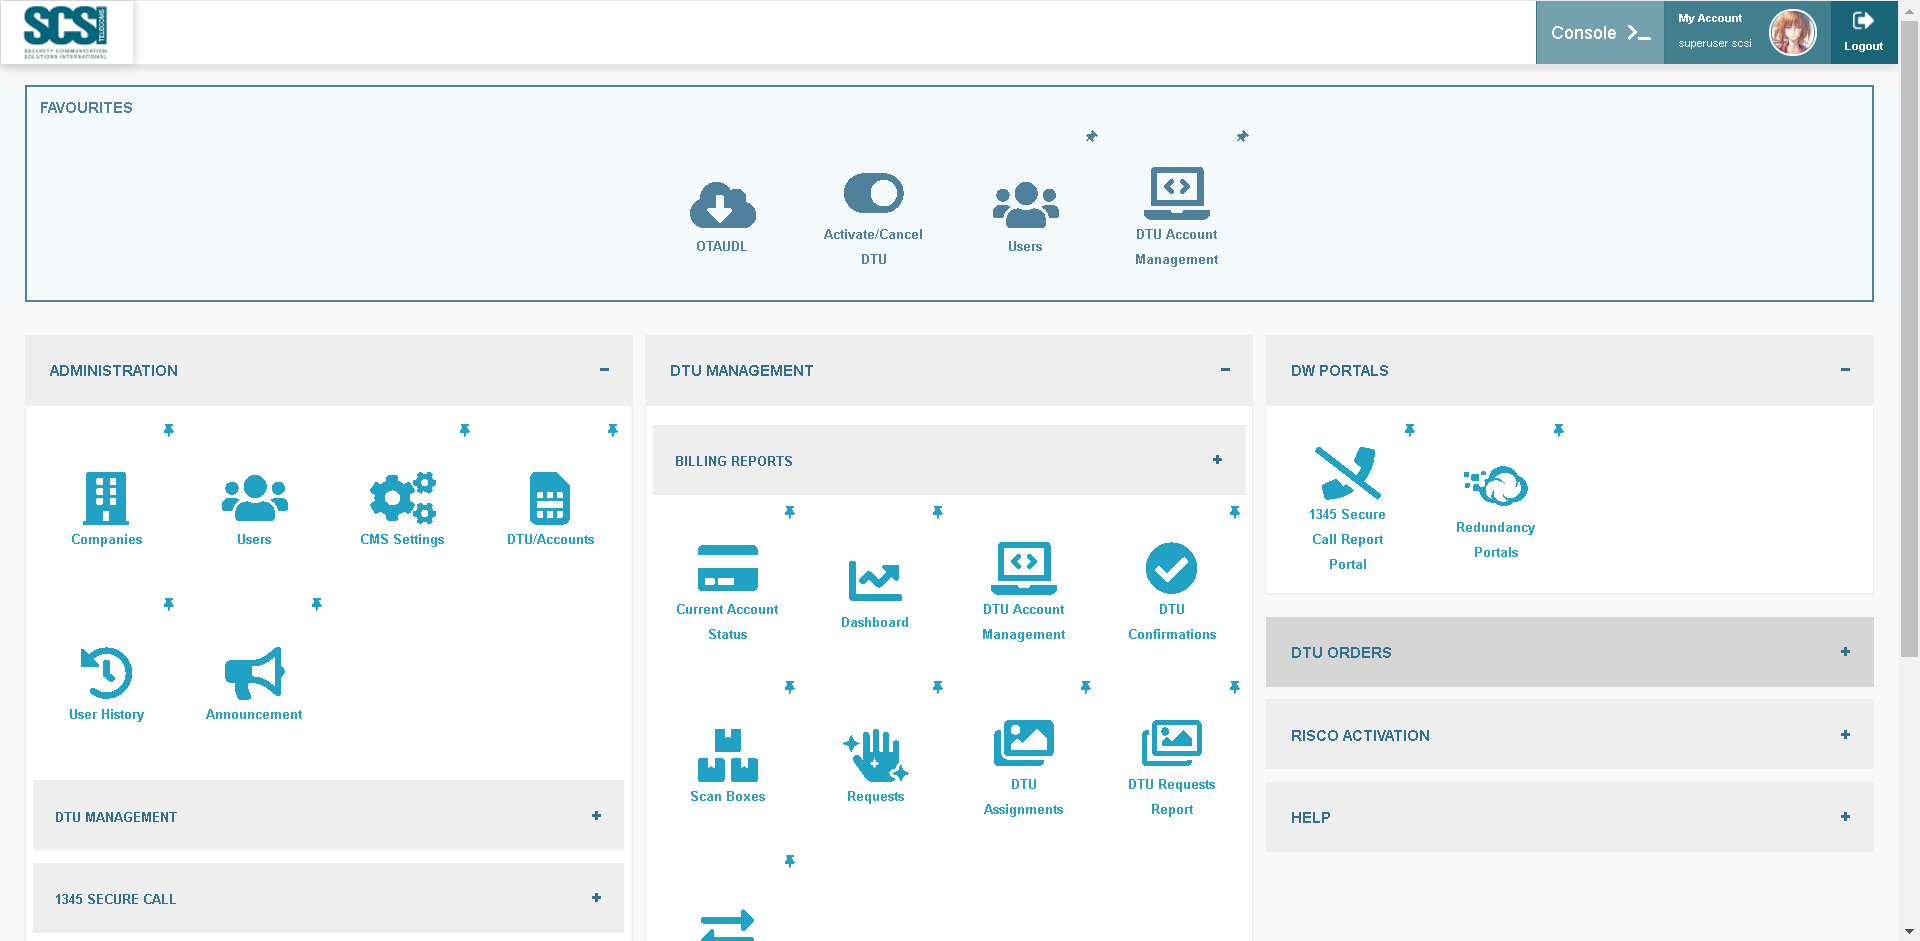 SCSI
TELECOMS
SECURITY COMMUNICATION
SOLUTIONS INTERNATIONAL
Console
My Account
superuser scsi
Logout
FAVOURITES
OTAUDL
Activate/Cancel
DTU
Users
DTU Account
Management
ADMINISTRATION
Companies
Users
CMS Settings
DTU/Accounts
User History
Announcement
DTU MANAGEMENT
1345 SECURE CALL
DTU MANAGEMENT
BILLING REPORTS
Current Account
Status
Dashboard
DTU Account
Management
DTU
Confirmations
Scan Boxes
Requests
DTU
Assignments
DTU Requests
Report
DW PORTALS
1345 Secure
Call Report
Portal
Redundancy
Portals
DTU ORDERS
RISCO ACTIVATION
HELP